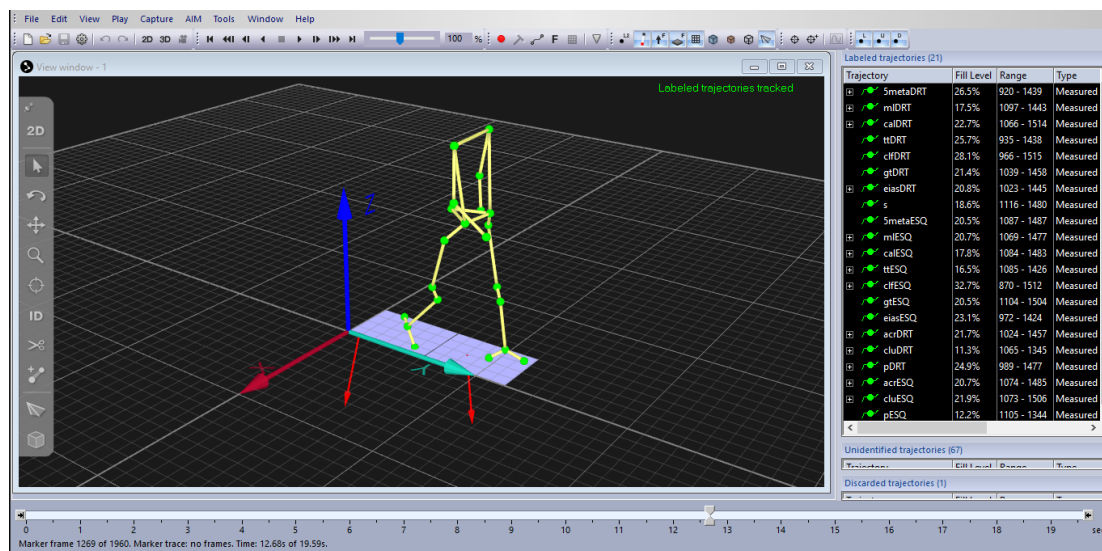 File Edit View Play Capture AIM Tools Window Help
2D 3D 100 % F L2 L U D
View window - 1
Labeled trajectories tracked
2D
ID
Z
X
Y
Labeled trajectories (21)
Trajectory Fill Level Range Type
5metaDRT 26.5% 920 - 1439 Measured
mlDRT 17.5% 1097 - 1443 Measured
calDRT 22.7% 1066 - 1514 Measured
ttDRT 25.7% 935 - 1438 Measured
clfDRT 28.1% 966 - 1515 Measured
gtDRT 21.4% 1039 - 1458 Measured
eiasDRT 20.8% 1023 - 1445 Measured
s 18.6% 1116 - 1480 Measured
5metaESQ 20.5% 1087 - 1487 Measured
mlESQ 20.7% 1069 - 1477 Measured
calESQ 17.8% 1084 - 1483 Measured
ttESQ 16.5% 1085 - 1426 Measured
clfESQ 32.7% 870 - 1512 Measured
gtESQ 20.5% 1104 - 1504 Measured
eiasESQ 23.1% 972 - 1424 Measured
acrDRT 21.7% 1024 - 1457 Measured
cluDRT 11.3% 1065 - 1345 Measured
pDRT 24.9% 989 - 1477 Measured
acrESQ 20.7% 1074 - 1485 Measured
cluESQ 21.9% 1073 - 1506 Measured
pESQ 12.2% 1105 - 1344 Measured
Unidentified trajectories (67)
Trajectory Fill Level Range Type
Discarded trajectories (1)
0 1 2 3 4 5 6 7 8 9 10 11 12 13 14 15 16 17 18 19 se
Marker frame 1269 of 1960. Marker trace: no frames. Time: 12.68s of 19.59s.